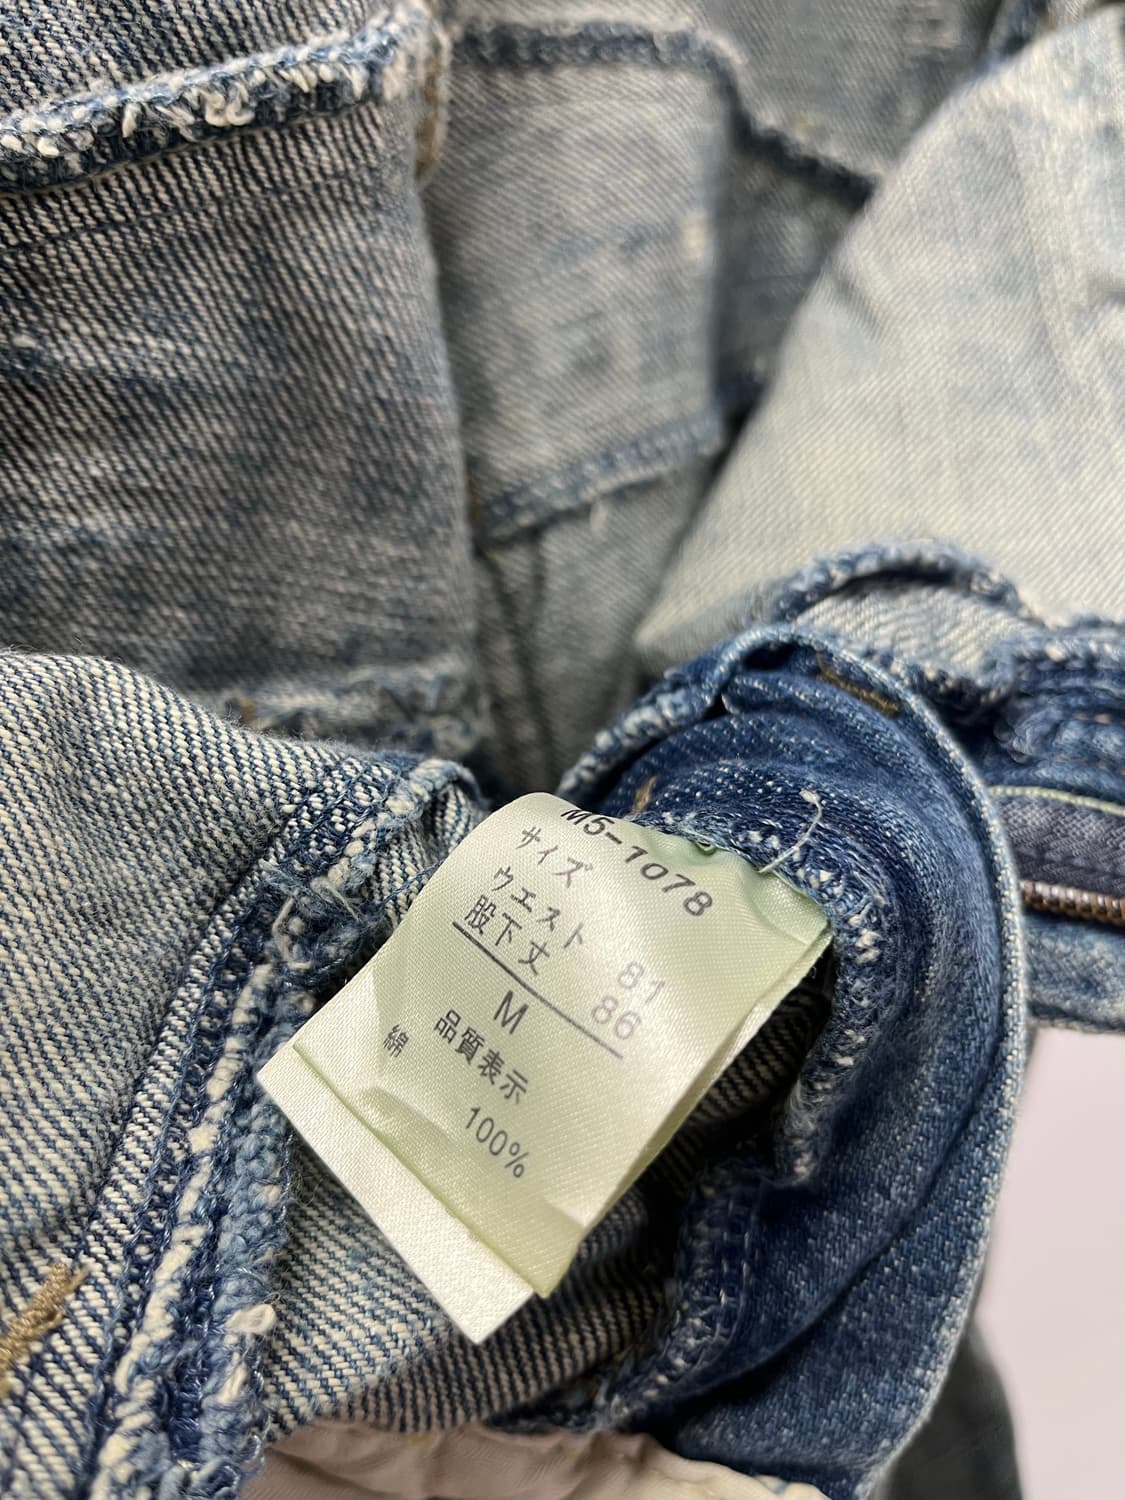 M5-1078
サイズ
ウエスト 81
股下丈 86
M
品質表示
綿 100%